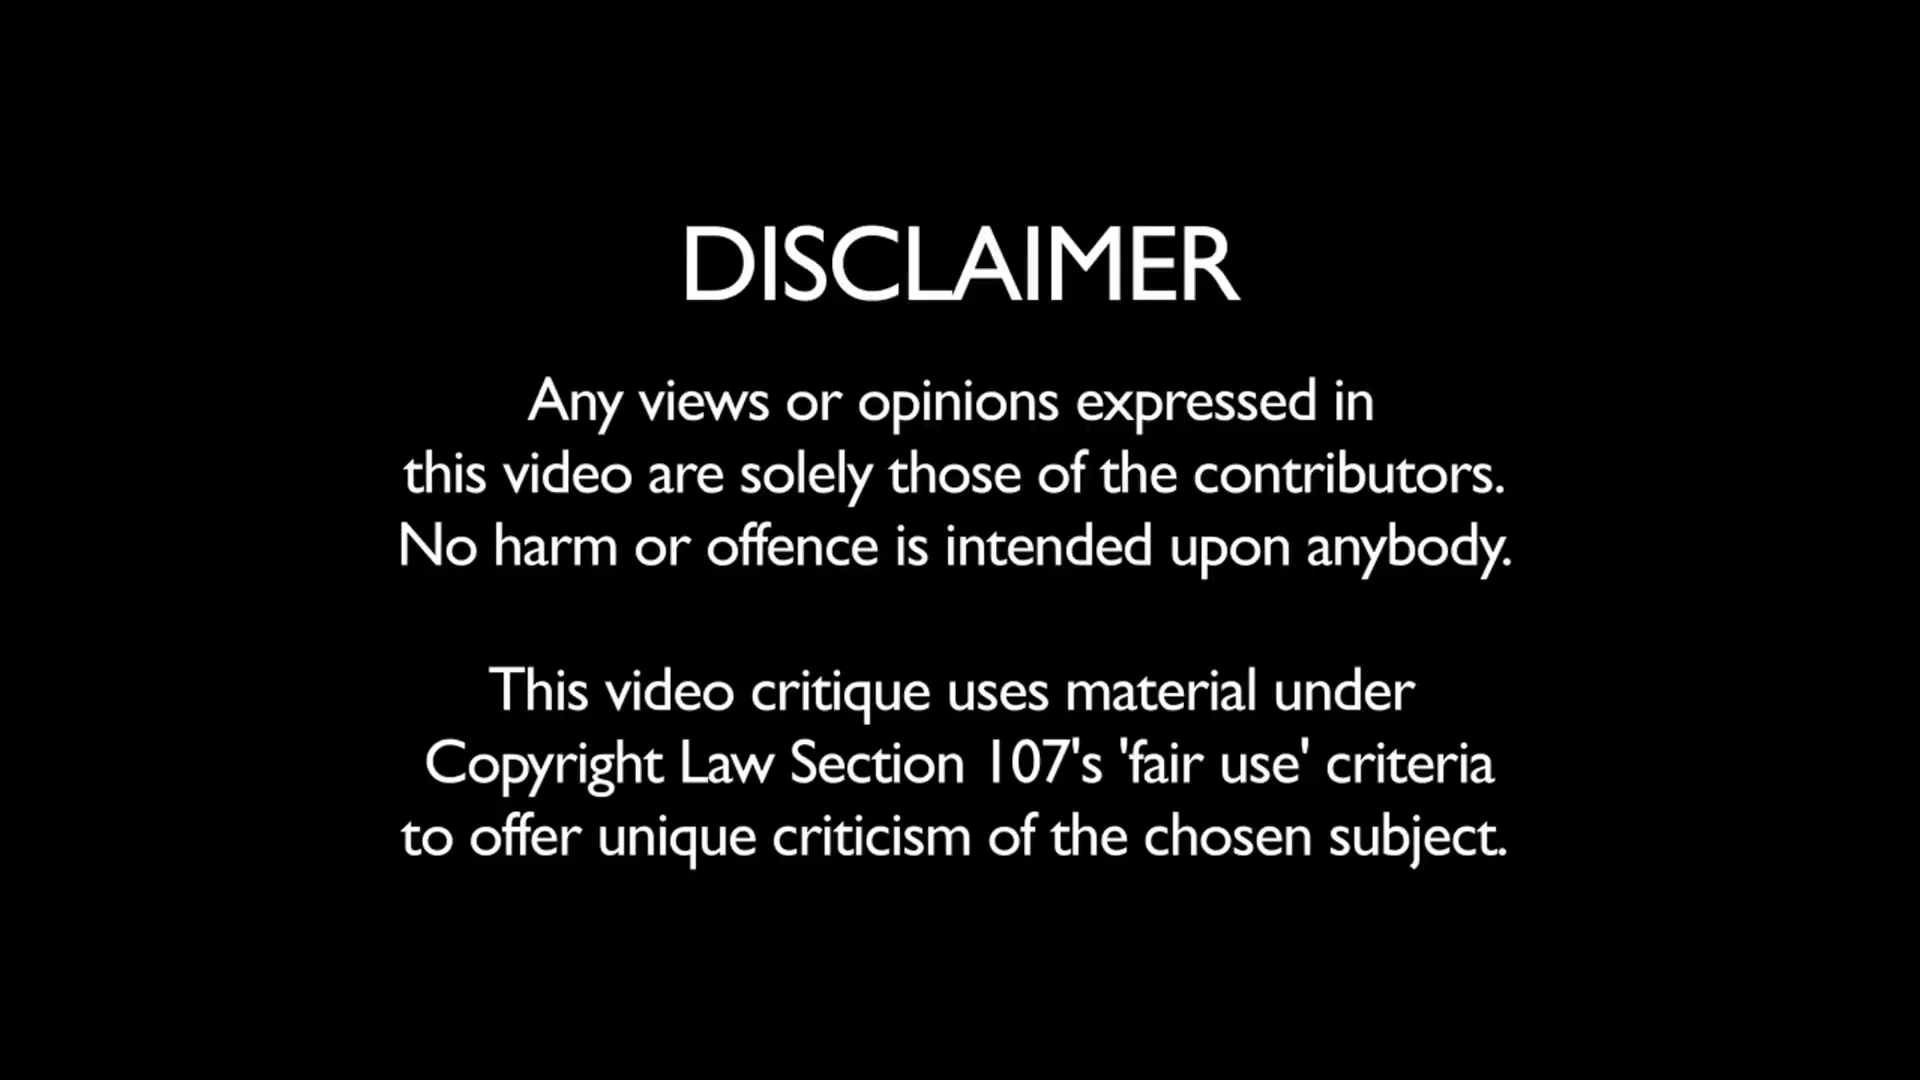 DISCLAIMER
Any views or opinions expressed in
this video are solely those of the contributors.
No harm or offence is intended upon anybody.
This video critique uses material under
Copyright Law Section 107's 'fair use' criteria
to offer unique criticism of the chosen subject.